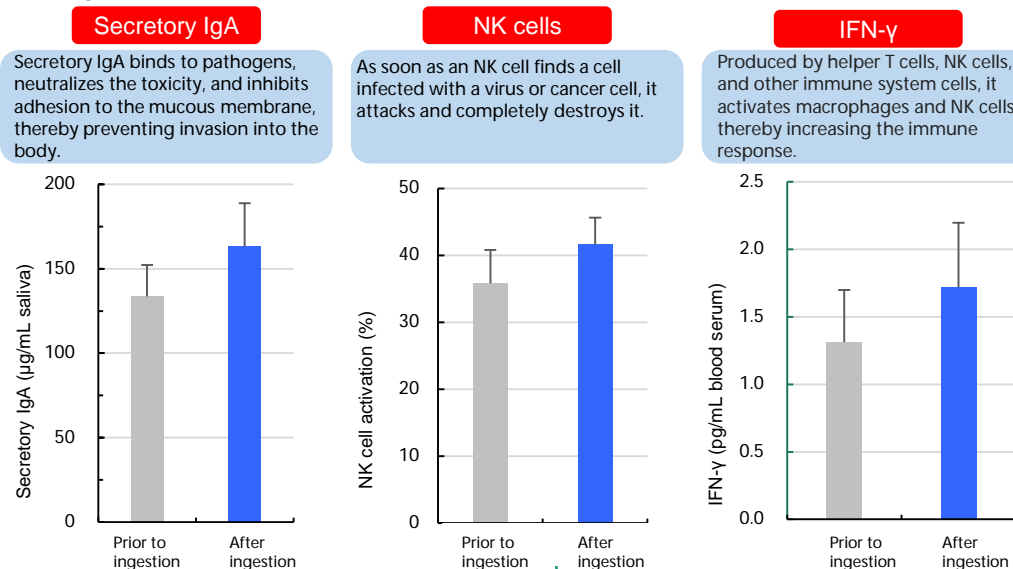 Secretory IgA
Secretory IgA binds to pathogens,
neutralizes the toxicity, and inhibits
adhesion to the mucous membrane,
thereby preventing invasion into the
body.
200
150
100
50
0
Secretory IgA (µg/mL saliva)
Prior to
ingestion
After
ingestion
NK cells
As soon as an NK cell finds a cell
infected with a virus or cancer cell, it
attacks and completely destroys it.
50
40
30
20
10
0
NK cell activation (%)
Prior to
ingestion
After
ingestion
IFN-γ
Produced by helper T cells, NK cells,
and other immune system cells, it
activates macrophages and NK cells
thereby increasing the immune
response.
2.5
2.0
1.5
1.0
0.5
0.0
IFN-γ (pg/mL blood serum)
Prior to
ingestion
After
ingestion